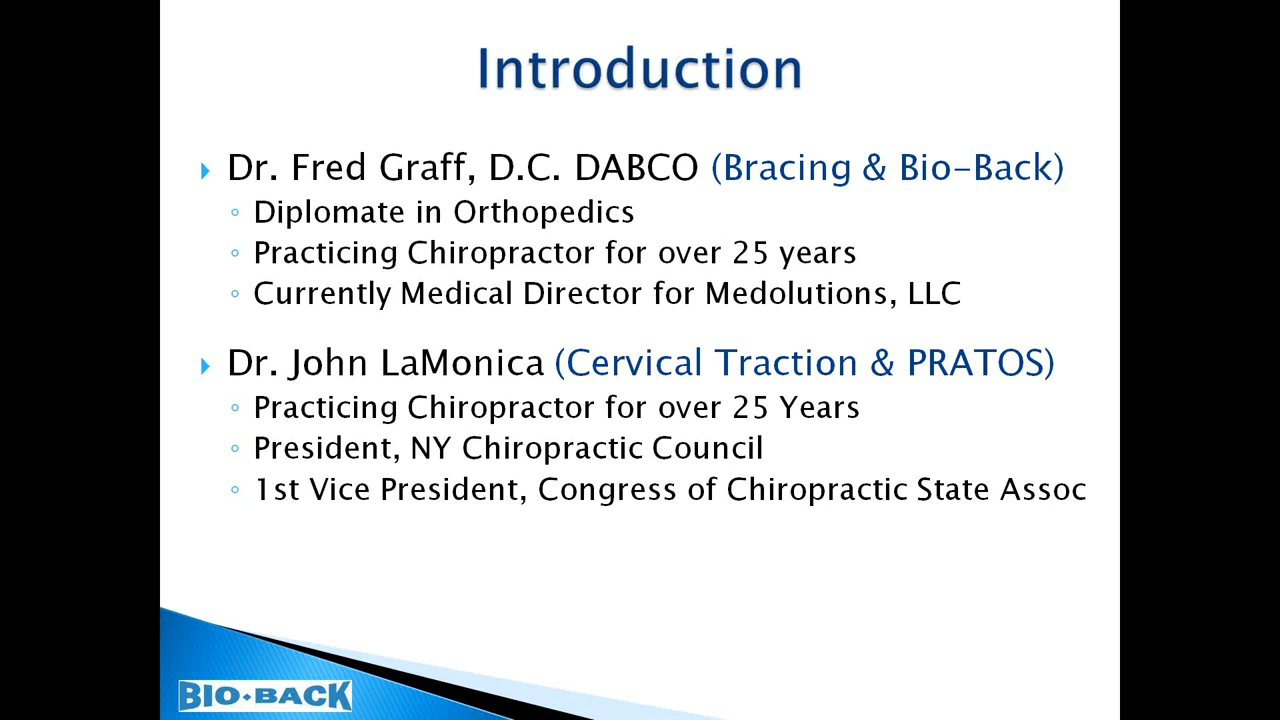 Introduction
Dr. Fred Graff, D.C. DABCO (Bracing & Bio-Back)
Diplomate in Orthopedics
Practicing Chiropractor for over 25 years
Currently Medical Director for Medolutions, LLC
Dr. John LaMonica (Cervical Traction & PRATOS)
Practicing Chiropractor for over 25 Years
President, NY Chiropractic Council
1st Vice President, Congress of Chiropractic State Assoc
BIO•BACK